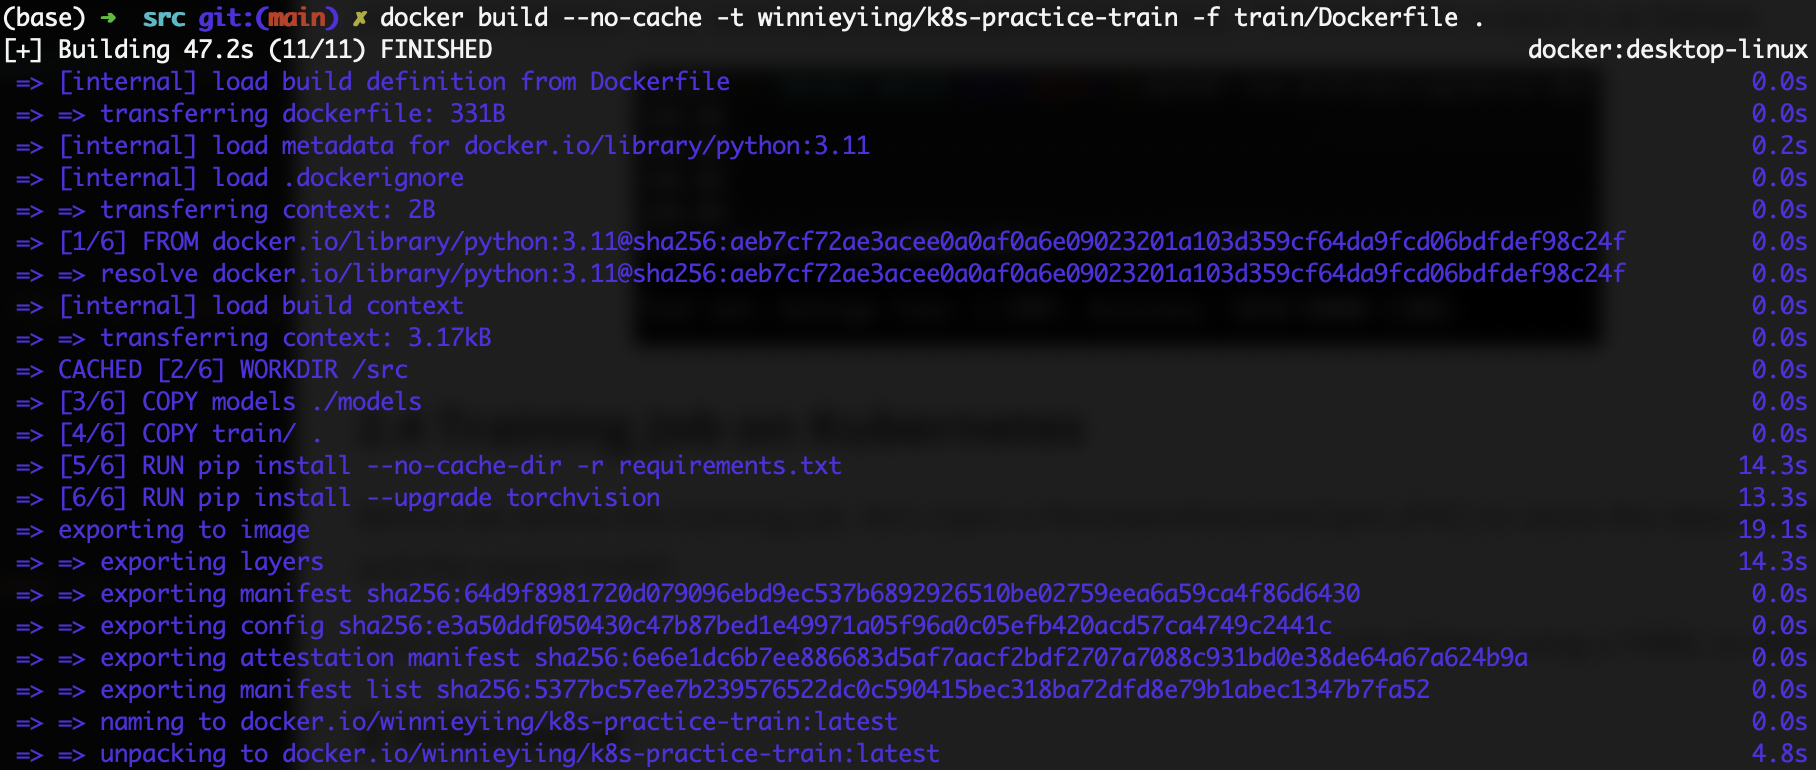 (base) ➜ src git:(main) ✗ docker build --no-cache -t winnieyiing/k8s-practice-train -f train/Dockerfile .
[+] Building 47.2s (11/11) FINISHED docker:desktop-linux
=> [internal] load build definition from Dockerfile 0.0s
=> => transferring dockerfile: 331B 0.0s
=> [internal] load metadata for docker.io/library/python:3.11 0.2s
=> [internal] load .dockerignore 0.0s
=> => transferring context: 2B 0.0s
=> [1/6] FROM docker.io/library/python:3.11@sha256:aeb7cf72ae3acee0a0af0a6e09023201a103d359cf64da9fcd06bdfdef98c24f 0.0s
=> => resolve docker.io/library/python:3.11@sha256:aeb7cf72ae3acee0a0af0a6e09023201a103d359cf64da9fcd06bdfdef98c24f 0.0s
=> [internal] load build context 0.0s
=> => transferring context: 3.17kB 0.0s
=> CACHED [2/6] WORKDIR /src 0.0s
=> [3/6] COPY models ./models 0.0s
=> [4/6] COPY train/ . 0.0s
=> [5/6] RUN pip install --no-cache-dir -r requirements.txt 14.3s
=> [6/6] RUN pip install --upgrade torchvision 13.3s
=> exporting to image 19.1s
=> => exporting layers 14.3s
=> => exporting manifest sha256:64d9f8981720d079096ebd9ec537b6892926510be02759eea6a59ca4f86d6430 0.0s
=> => exporting config sha256:e3a50ddf050430c47b87bed1e49971a05f96a0c05efb420acd57ca4749c2441c 0.0s
=> => exporting attestation manifest sha256:6e6e1dc6b7ee886683d5af7aacf2bdf2707a7088c931bd0e38de64a67a624b9a 0.0s
=> => exporting manifest list sha256:5377bc57ee7b239576522dc0c590415bec318ba72dfd8e79b1abec1347b7fa52 0.0s
=> => naming to docker.io/winnieyiing/k8s-practice-train:latest 0.0s
=> => unpacking to docker.io/winnieyiing/k8s-practice-train:latest 4.8s